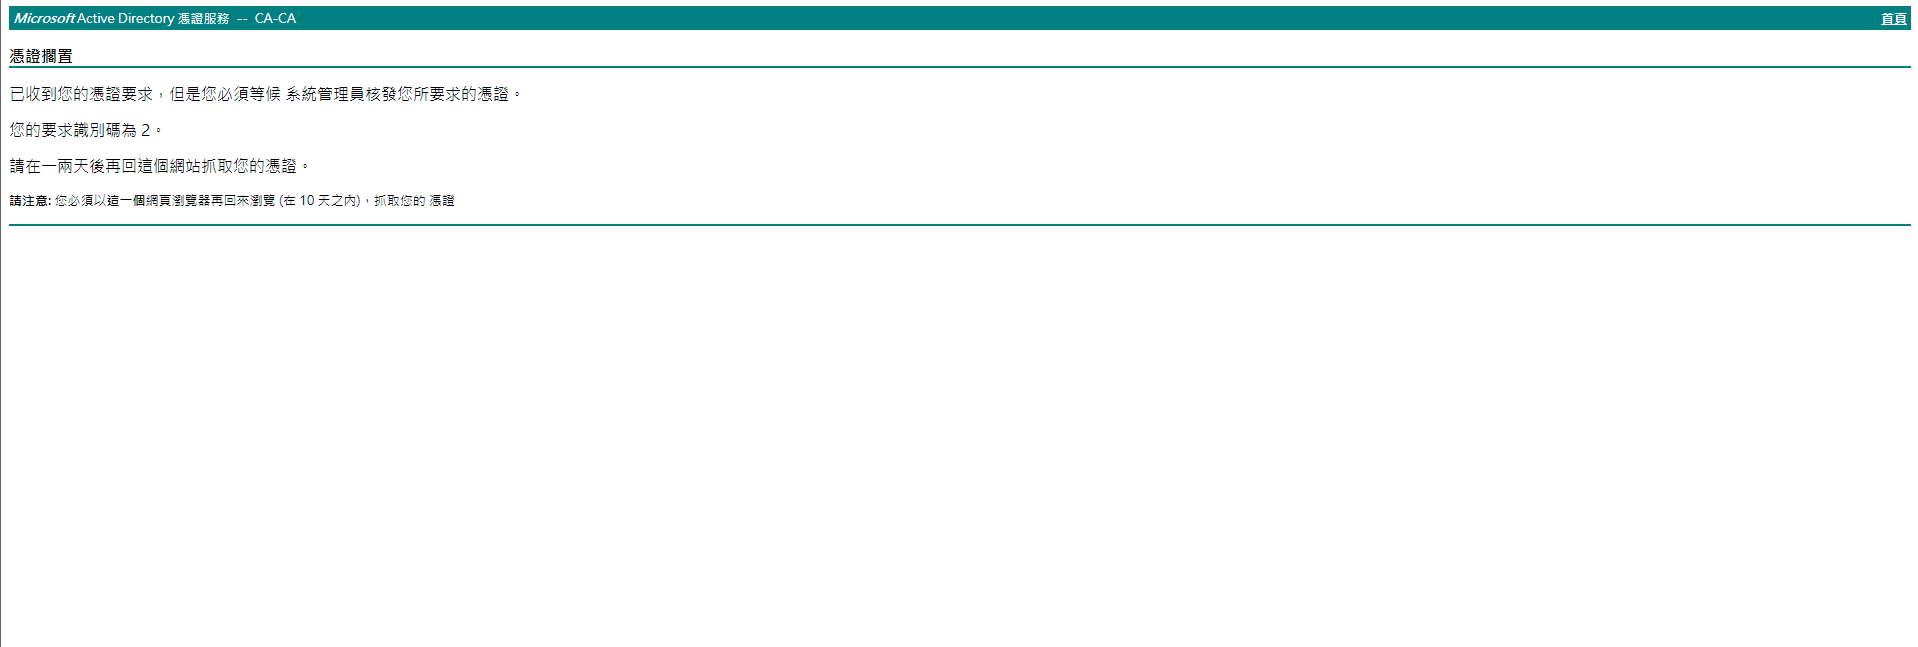 Microsoft Active Directory 憑證服務 -- CA-CA 首頁
憑證擱置
已收到您的憑證要求，但是您必須等候 系統管理員核發您所要求的憑證。
您的要求識別碼為 2。
請在一兩天後再回這個網站抓取您的憑證。
請注意: 您必須以這一個網頁瀏覽器再回來瀏覽 (在 10 天之內)，抓取您的 憑證